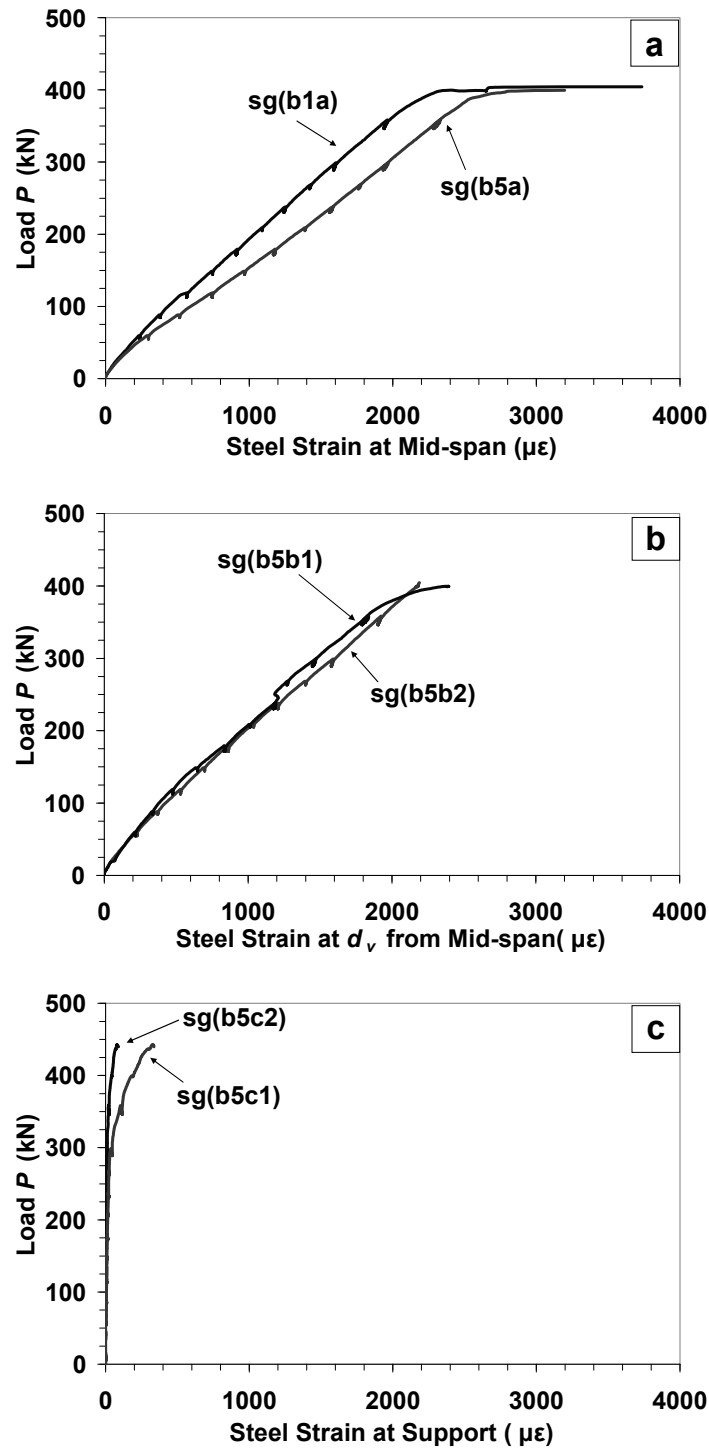 500
a
400
sg(b1a)
300
sg(b5a)
200
100
0
Load P (kN)
0 1000 2000 3000 4000
Steel Strain at Mid-span (µε)
500
b
sg(b5b1)
400
300
sg(b5b2)
200
100
0
Load P (kN)
0 1000 2000 3000 4000
Steel Strain at d v from Mid-span( µε)
500
c
sg(b5c2)
400
sg(b5c1)
300
200
100
0
Load P (kN)
0 1000 2000 3000 4000
Steel Strain at Support ( µε)